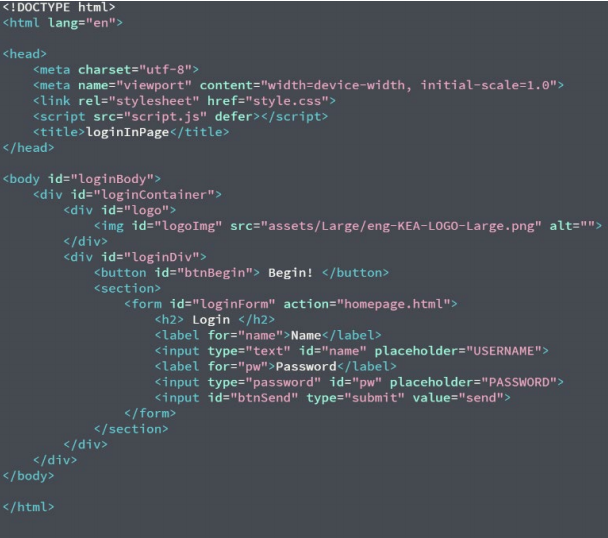 <!DOCTYPE html>
<html lang="en">
<head>
<meta charset="utf-8">
<meta name="viewport" content="width=device-width, initial-scale=1.0">
<link rel="stylesheet" href="style.css">
<script src="script.js" defer></script>
<title>loginInPage</title>
</head>
<body id="loginBody">
<div id="loginContainer">
<div id="logo">
<img id="logoImg" src="assets/Large/eng-KEA-LOGO-Large.png" alt="">
</div>
<div id="loginDiv">
<button id="btnBegin"> Begin! </button>
<section>
<form id="loginForm" action="homepage.html">
<h2> Login </h2>
<label for="name">Name</label>
<input type="text" id="name" placeholder="USERNAME">
<label for="pw">Password</label>
<input type="password" id="pw" placeholder="PASSWORD">
<input id="btnSend" type="submit" value="send">
</form>
</section>
</div>
</div>
</body>
</html>